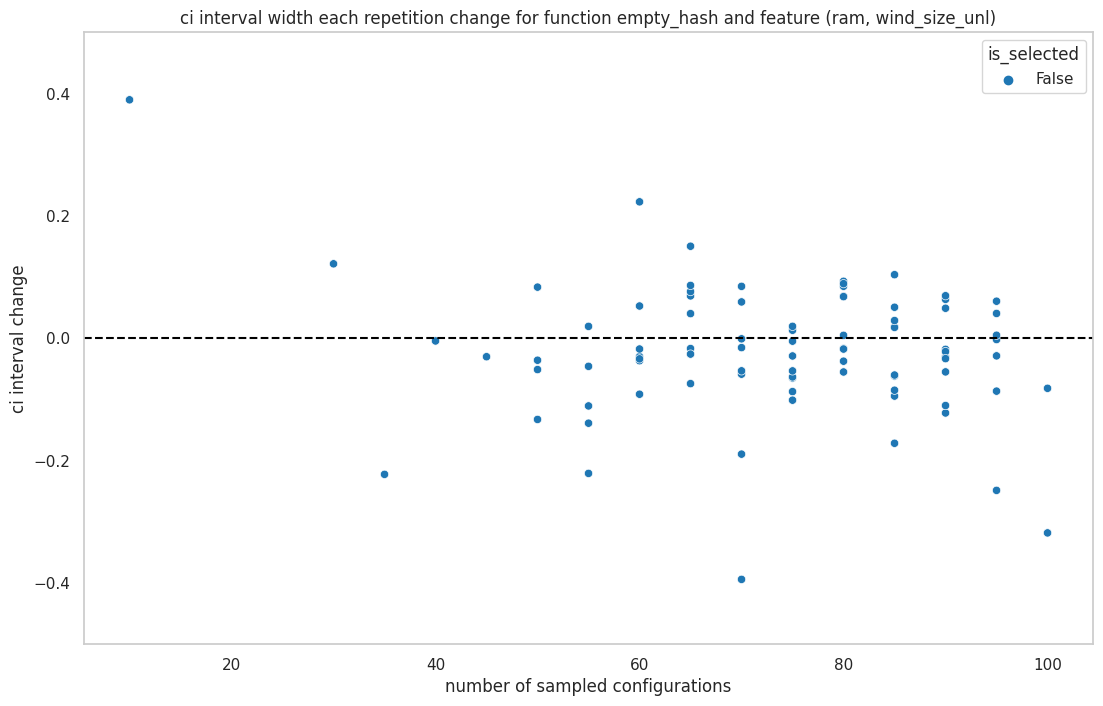 ci interval width each repetition change for function empty_hash and feature (ram, wind_size_unl)
is_selected
False
0.4
0.2
0.0
−0.2
−0.4
ci interval change
20 40 60 80 100
number of sampled configurations